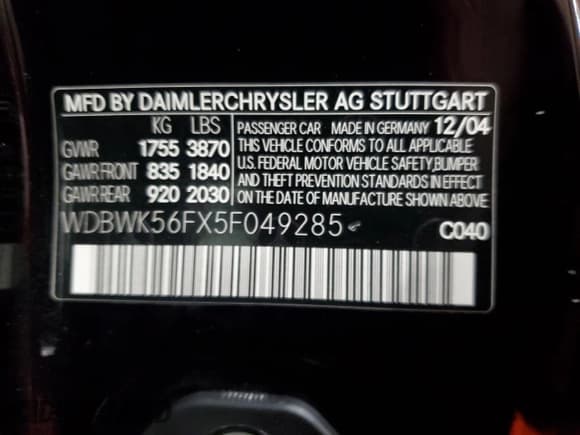 MFD BY DAIMLERCHRYSLER AG STUTTGART
KG LBS
GVWR 1755 3870
GAWR FRONT 835 1840
GAWR REAR 920 2030
PASSENGER CAR MADE IN GERMANY 12/04
THIS VEHICLE CONFORMS TO ALL APPLICABLE
U.S. FEDERAL MOTOR VEHICLE SAFETY,BUMPER
AND THEFT PREVENTION STANDARDS IN EFFECT
ON THE DATE OF MANUFACTURE SHOWN ABOVE
WDBWK56FX5F049285 C040